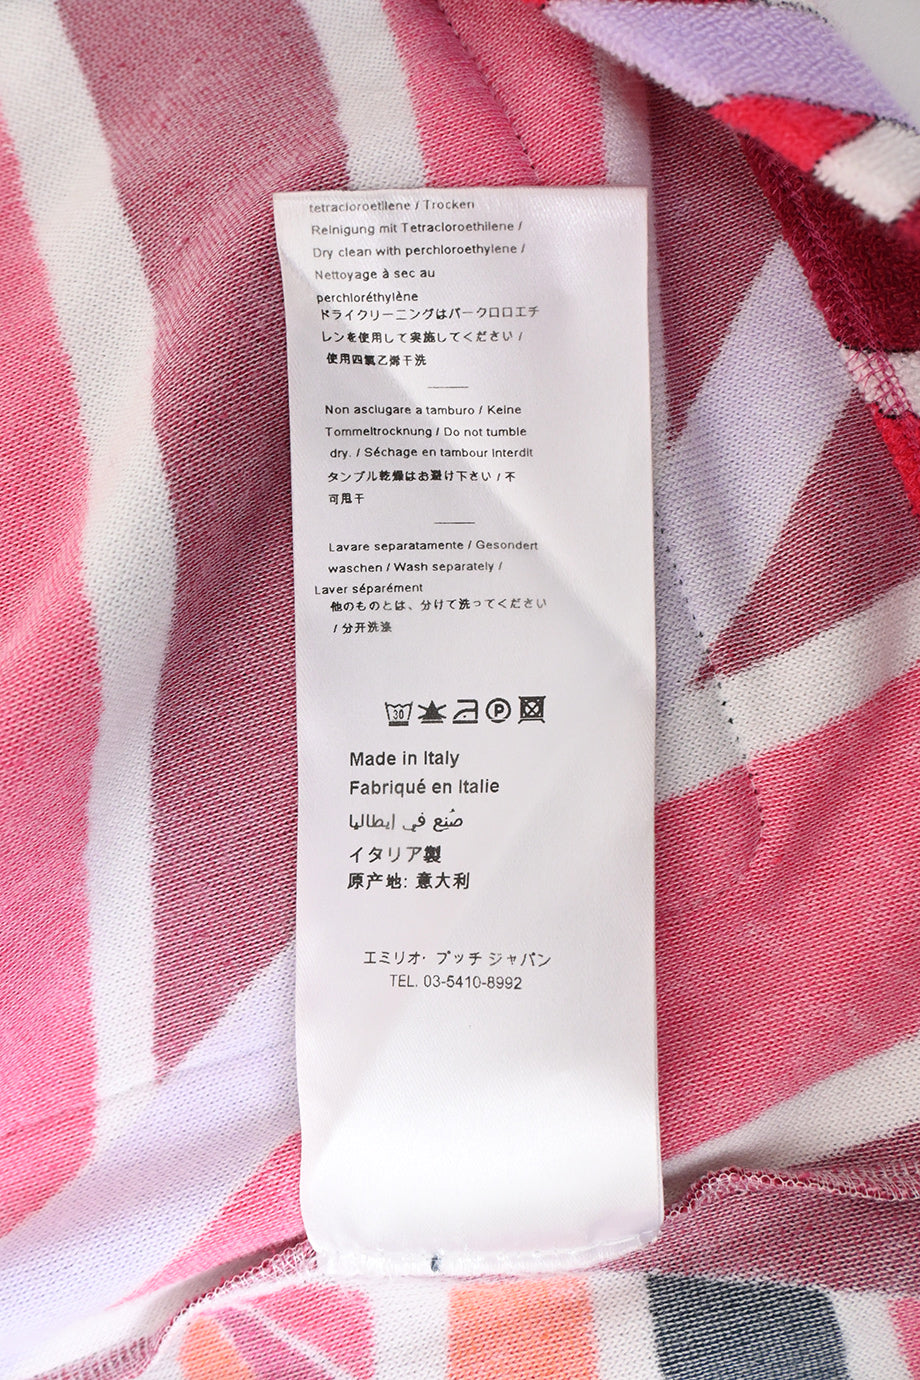 tetracloroetilene / Trocken
Reinigung mit Tetracloroethilene /
Dry clean with perchloroethylene /
Nettoyage à sec au
perchloréthylène
ドライクリーニングはパークロロエチ
レンを使用して実施してください /
使用四氯乙烯干洗
Non asciugare a tamburo / Keine
Tommeltrocknung / Do not tumble
dry. / Séchage en tambour interdit
タンブル乾燥はお避け下さい / 不
可甩干
Lavare separatamente / Gesondert
waschen / Wash separately /
Laver séparément
他のものとは、分けて洗ってください
/ 分开洗涤
30 P
Made in Italy
Fabriqué en Italie
صُنِع في إيطاليا
イタリア製
原产地: 意大利
エミリオ・プッチ ジャパン
TEL. 03-5410-8992